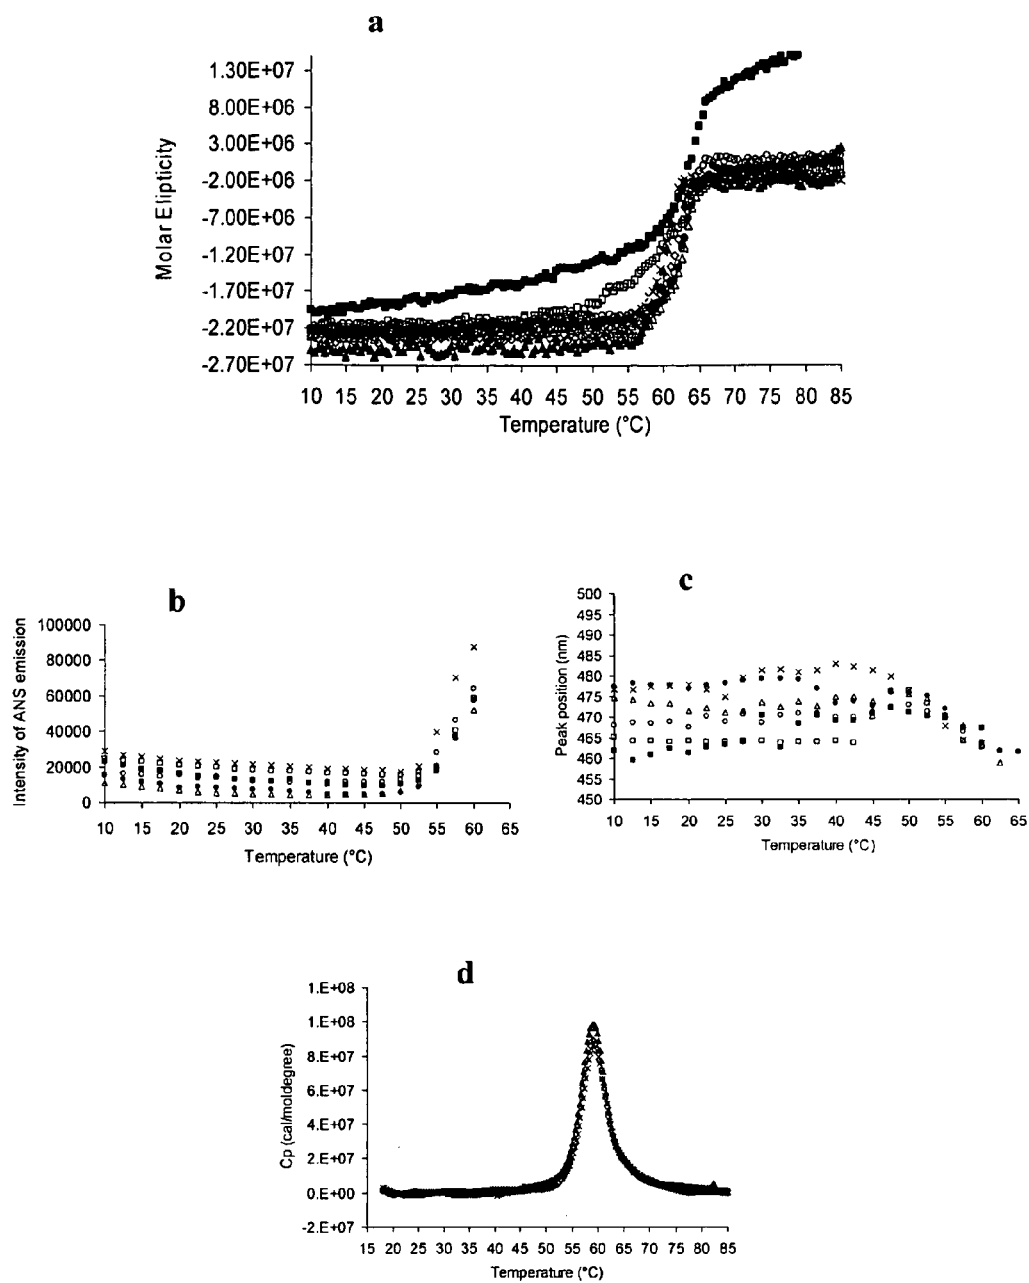 a
1.30E+07
8.00E+06
3.00E+06
-2.00E+06
-7.00E+06
-1.20E+07
-1.70E+07
-2.20E+07
-2.70E+07
Molar Elipticity
10 15 20 25 30 35 40 45 50 55 60 65 70 75 80 85
Temperature (°C)
b
100000
80000
60000
40000
20000
0
Intensity of ANS emission
10 15 20 25 30 35 40 45 50 55 60 65
Temperature (°C)
c
500
495
490
485
480
475
470
465
460
455
450
Peak position (nm)
10 15 20 25 30 35 40 45 50 55 60 65
Temperature (°C)
d
1.E+08
1.E+08
8.E+07
6.E+07
4.E+07
2.E+07
0.E+00
-2.E+07
Cp (cal/moldegree)
15 20 25 30 35 40 45 50 55 60 65 70 75 80 85
Temperature (°C)